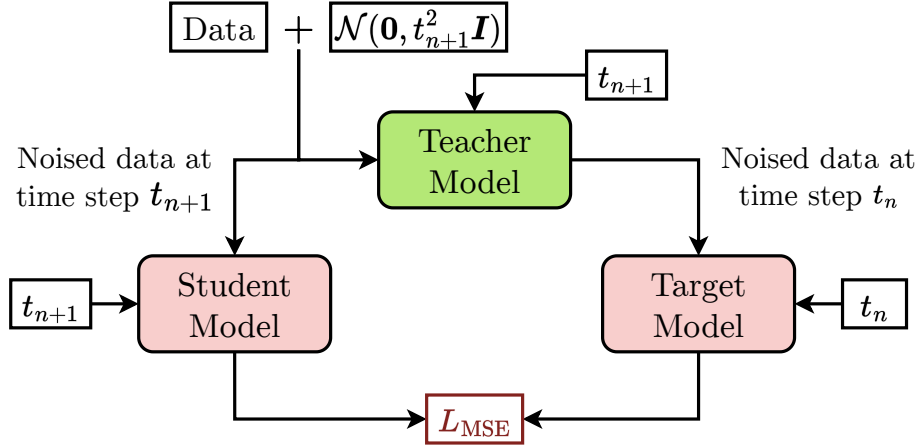 Data + 𝒩(𝟎, t²ₙ₊₁𝑰)
tₙ₊₁
Teacher
Model
Noised data at
time step tₙ₊₁
Noised data at
time step tₙ
Student
Model
Target
Model
tₙ₊₁
tₙ
L_MSE